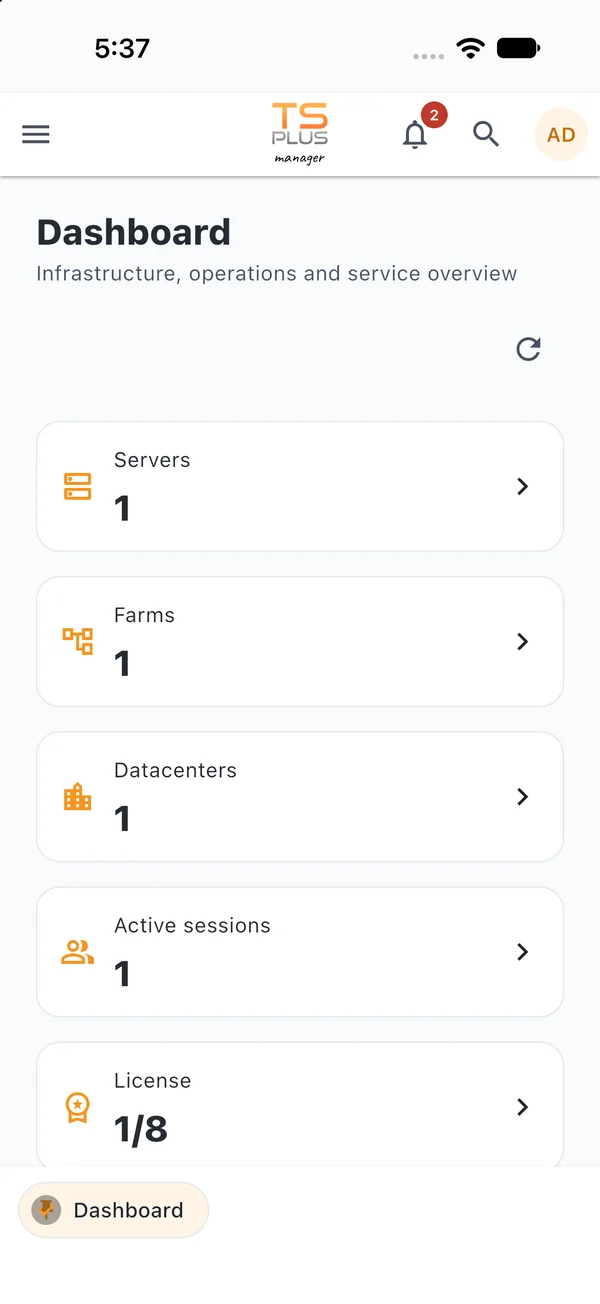 5:37
TS
PLUS
manager
2
AD
Dashboard
Infrastructure, operations and service overview
Servers
1
Farms
1
Datacenters
1
Active sessions
1
License
1/8
Dashboard